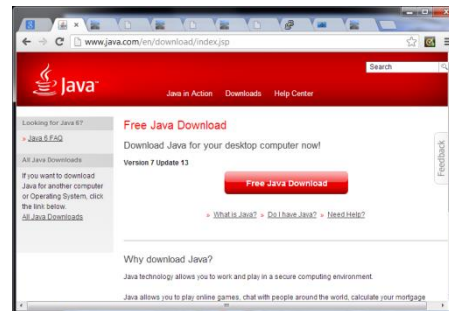 www.java.com/en/download/index.jsp
Java
Search
Java in Action Downloads Help Center
Looking for Java 6?
» Java 6 FAQ
All Java Downloads
If you want to download
Java for another computer
or Operating System, click
the link below.
All Java Downloads
Free Java Download
Download Java for your desktop computer now!
Version 7 Update 13
Free Java Download
» What is Java? » Do I have Java? » Need Help?
Why download Java?
Java technology allows you to work and play in a secure computing environment.
Java allows you to play online games, chat with people around the world, calculate your mortgage
Feedback